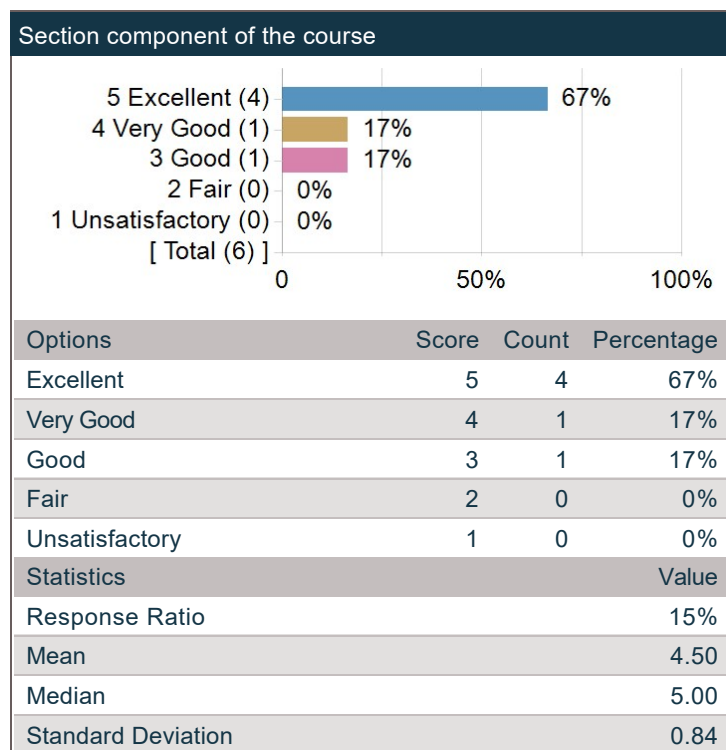 Section component of the course
5 Excellent (4) 67%
4 Very Good (1) 17%
3 Good (1) 17%
2 Fair (0) 0%
1 Unsatisfactory (0) 0%
[ Total (6) ]
0 50% 100%
Options Score Count Percentage
Excellent 5 4 67%
Very Good 4 1 17%
Good 3 1 17%
Fair 2 0 0%
Unsatisfactory 1 0 0%
Statistics Value
Response Ratio 15%
Mean 4.50
Median 5.00
Standard Deviation 0.84